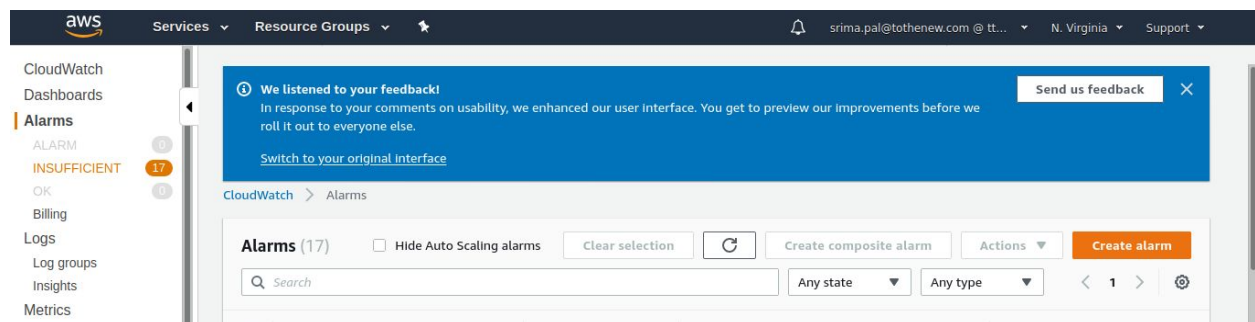 aws
Services
Resource Groups
srima.pal@tothenew.com @ tt...
N. Virginia
Support
CloudWatch
Dashboards
Alarms
ALARM 0
INSUFFICIENT 17
OK 0
Billing
Logs
Log groups
Insights
Metrics
We listened to your feedback!
In response to your comments on usability, we enhanced our user interface. You get to preview our improvements before we
roll it out to everyone else.
Switch to your original interface
Send us feedback
CloudWatch > Alarms
Alarms (17)
Hide Auto Scaling alarms
Clear selection
Create composite alarm
Actions
Create alarm
Search
Any state
Any type
< 1 >